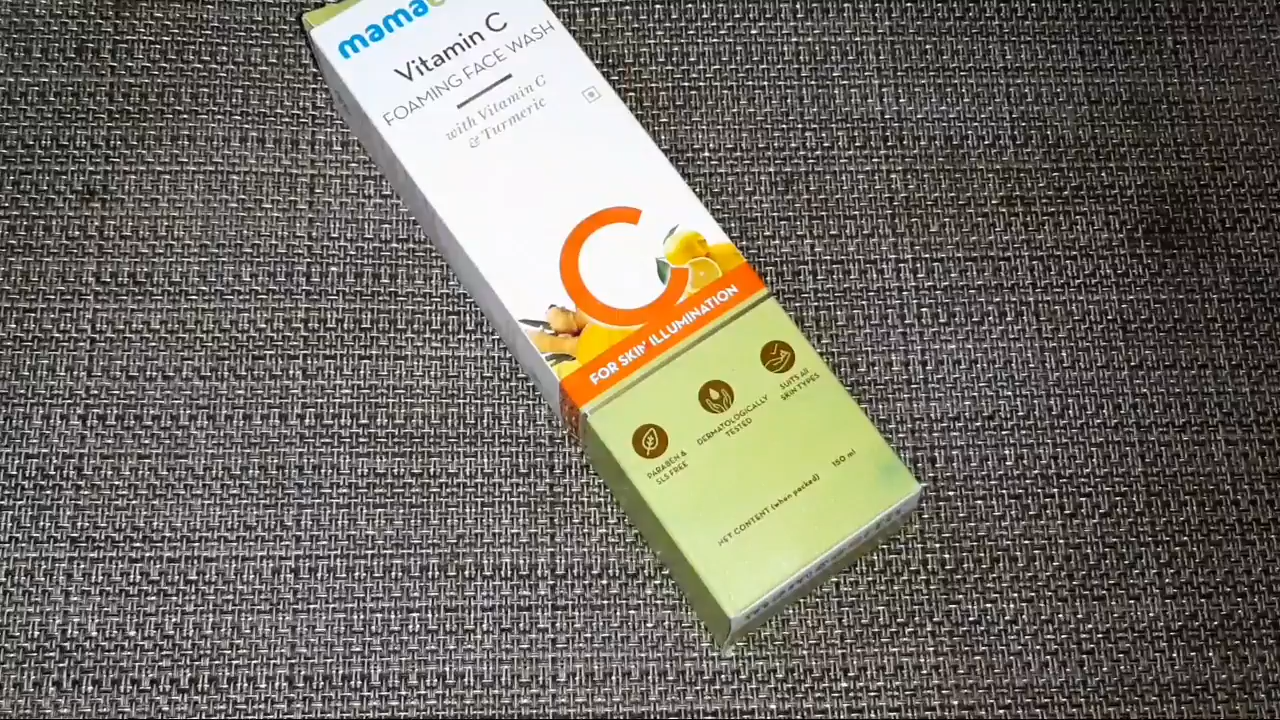 mama
Vitamin C
FOAMING FACE WASH
with Vitamin C
& Turmeric
C
FOR SKIN ILLUMINATION
PARABEN &
SLS FREE
DERMATOLOGICALLY
TESTED
SUITS All
SKIN TYPES
NET CONTENT (when packed) 150 ml